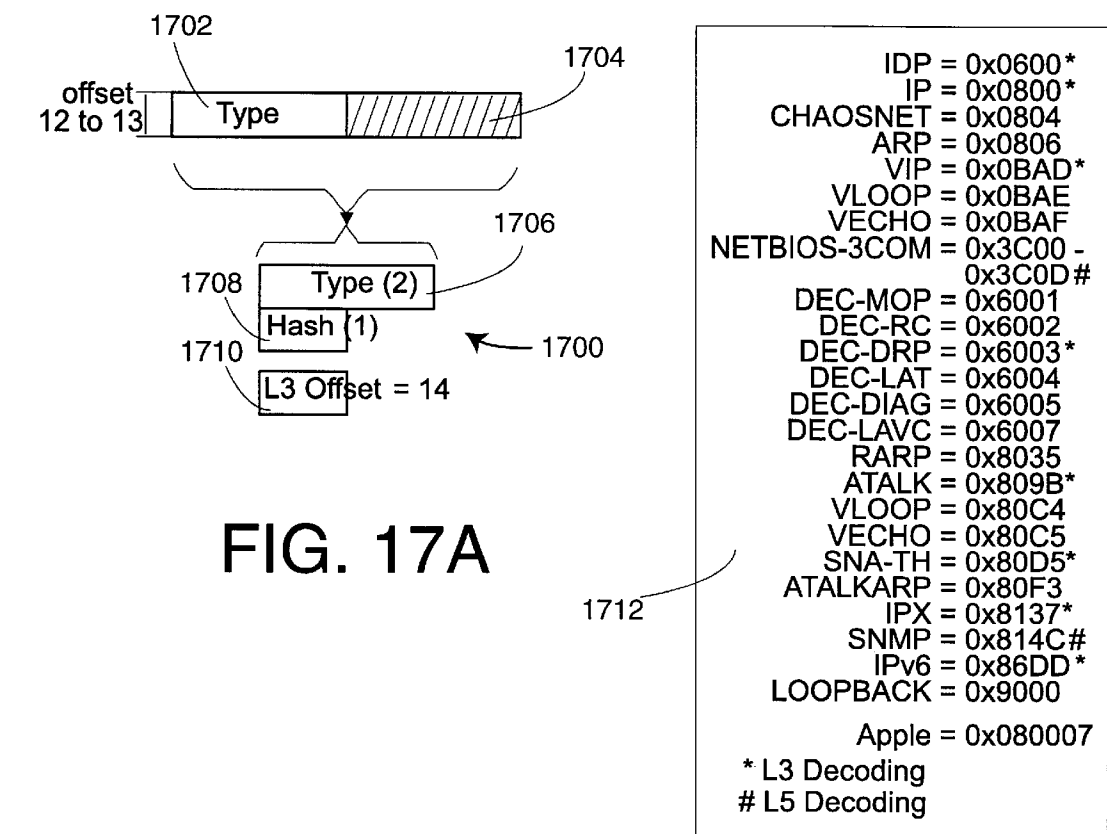 1702
1704
offset
12 to 13
Type
1706
Type (2)
1708
Hash (1)
1700
1710
L3 Offset = 14
FIG. 17A
IDP = 0x0600*
IP = 0x0800*
CHAOSNET = 0x0804
ARP = 0x0806
VIP = 0x0BAD*
VLOOP = 0x0BAE
VECHO = 0x0BAF
NETBIOS-3COM = 0x3C00 -
0x3C0D#
DEC-MOP = 0x6001
DEC-RC = 0x6002
DEC-DRP = 0x6003*
DEC-LAT = 0x6004
DEC-DIAG = 0x6005
DEC-LAVC = 0x6007
RARP = 0x8035
ATALK = 0x809B*
VLOOP = 0x80C4
VECHO = 0x80C5
SNA-TH = 0x80D5*
ATALKARP = 0x80F3
IPX = 0x8137*
SNMP = 0x814C#
IPv6 = 0x86DD*
LOOPBACK = 0x9000
Apple = 0x080007
* L3 Decoding
# L5 Decoding
1712